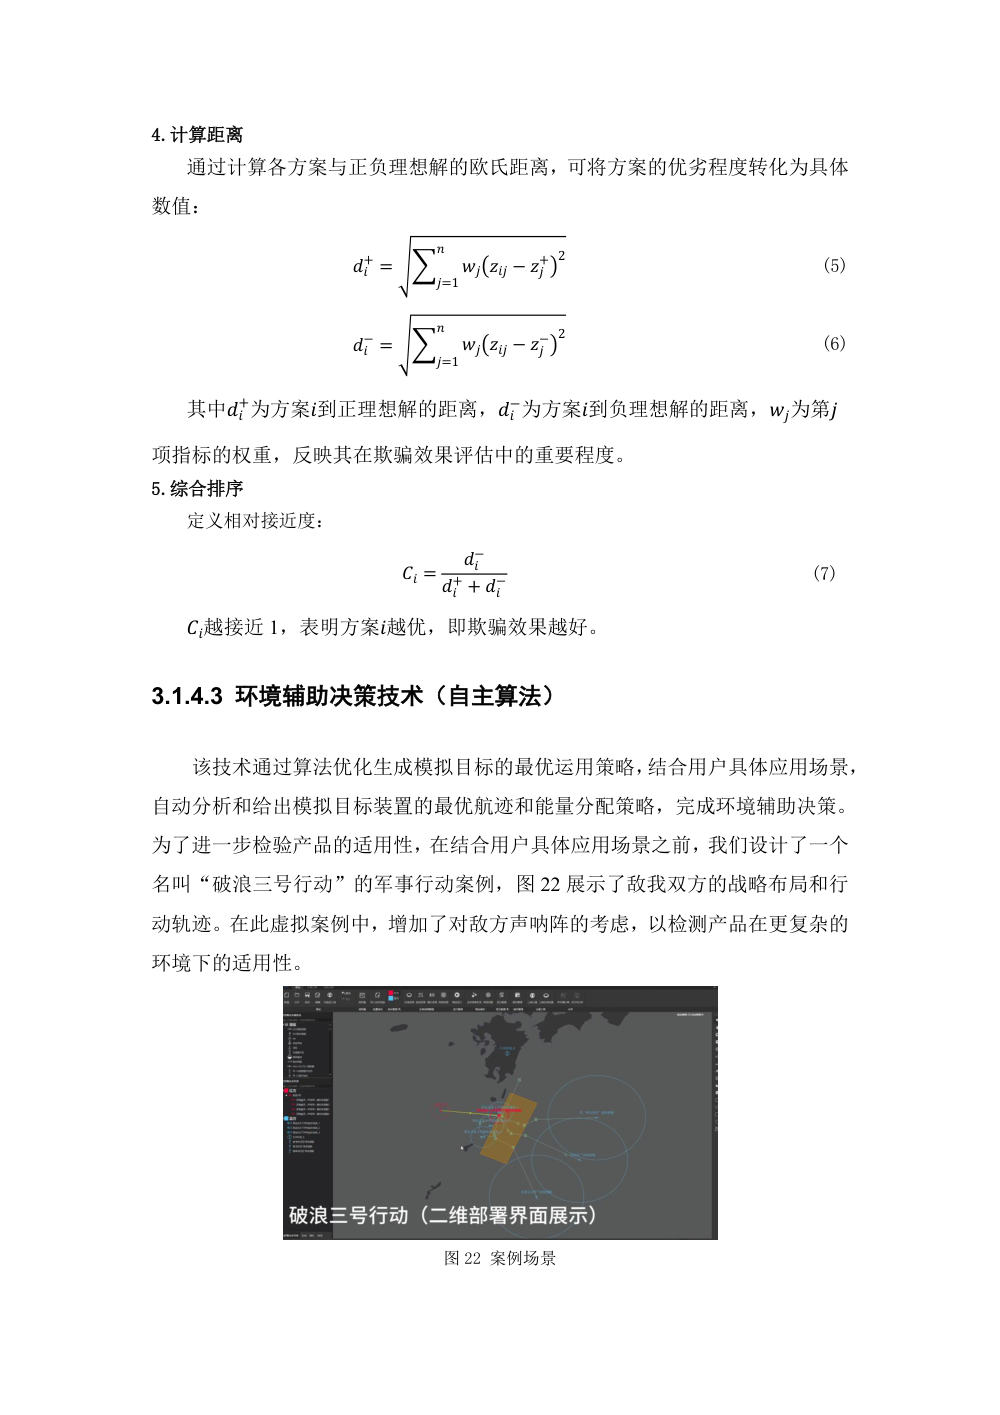 4.计算距离
通过计算各方案与正负理想解的欧氏距离，可将方案的优劣程度转化为具体
数值：
$d_i^+ = \sqrt{\sum_{j=1}^{n} w_j (z_{ij} - z_j^+)^2}$ (5)
$d_i^- = \sqrt{\sum_{j=1}^{n} w_j (z_{ij} - z_j^-)^2}$ (6)
其中$d_i^+$为方案$i$到正理想解的距离，$d_i^-$为方案$i$到负理想解的距离，$w_j$为第$j$
项指标的权重，反映其在欺骗效果评估中的重要程度。
5.综合排序
定义相对接近度：
$C_i = \frac{d_i^-}{d_i^+ + d_i^-}$ (7)
$C_i$越接近 1，表明方案$i$越优，即欺骗效果越好。
3.1.4.3 环境辅助决策技术（自主算法）
该技术通过算法优化生成模拟目标的最优运用策略，结合用户具体应用场景，
自动分析和给出模拟目标装置的最优航迹和能量分配策略，完成环境辅助决策。
为了进一步检验产品的适用性，在结合用户具体应用场景之前，我们设计了一个
名叫“破浪三号行动”的军事行动案例，图 22 展示了敌我双方的战略布局和行
动轨迹。在此虚拟案例中，增加了对敌方声呐阵的考虑，以检测产品在更复杂的
环境下的适用性。
破浪三号行动（二维部署界面展示）
图 22 案例场景